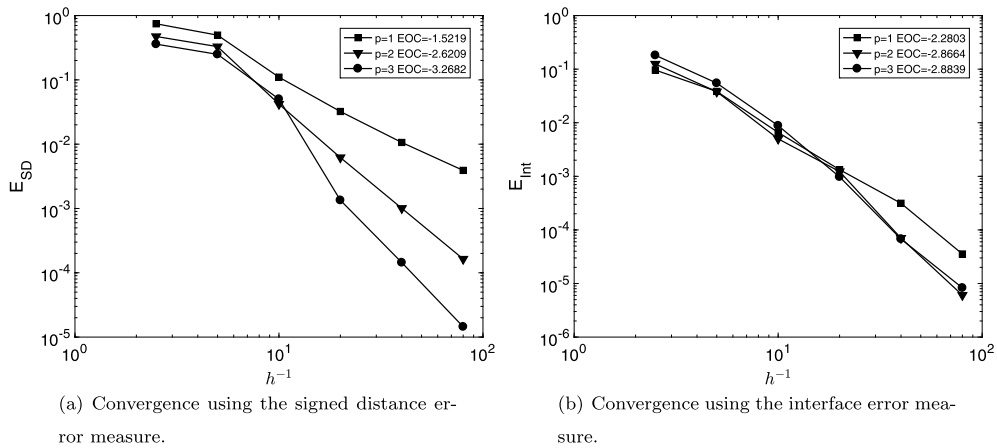 10^0
10^-1
10^-2
10^-3
10^-4
10^-5
E_SD
10^0
10^1
10^2
h^{-1}
p=1 EOC=-1.5219
p=2 EOC=-2.6209
p=3 EOC=-3.2682
(a) Convergence using the signed distance er-
ror measure.
10^0
10^-1
10^-2
10^-3
10^-4
10^-5
10^-6
E_Int
10^0
10^1
10^2
h^{-1}
p=1 EOC=-2.2803
p=2 EOC=-2.8664
p=3 EOC=-2.8839
(b) Convergence using the interface error mea-
sure.